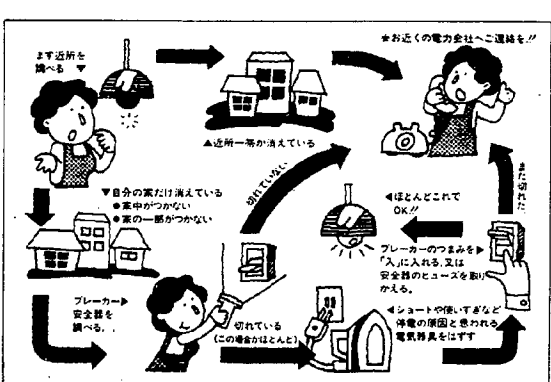 まず近所を
調べる ▼
▲近所一帯が消えている
★お近くの電力会社へご連絡を!!
▼自分の家だけ消えている
●家中がつかない
●家の一部がつかない
ブレーカー▶
安全器を
調べる..
切れていない
切れている
(この場合がほとんど)
◀ショートや使いすぎなど
停電の原因と思われる
電気器具をはずす
ブレーカーのつまみを▶
「入」に入れる、又は
安全器のヒューズを取り
かえる。
◀ほとんどこれで
OK!!
また切れた